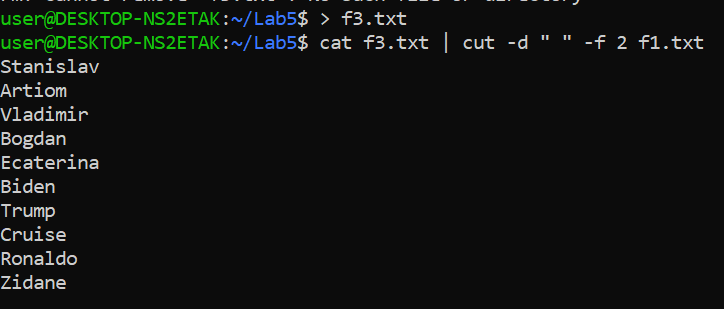 user@DESKTOP-NS2ETAK:~/Lab5$ > f3.txt
user@DESKTOP-NS2ETAK:~/Lab5$ cat f3.txt | cut -d " " -f 2 f1.txt
Stanislav
Artiom
Vladimir
Bogdan
Ecaterina
Biden
Trump
Cruise
Ronaldo
Zidane